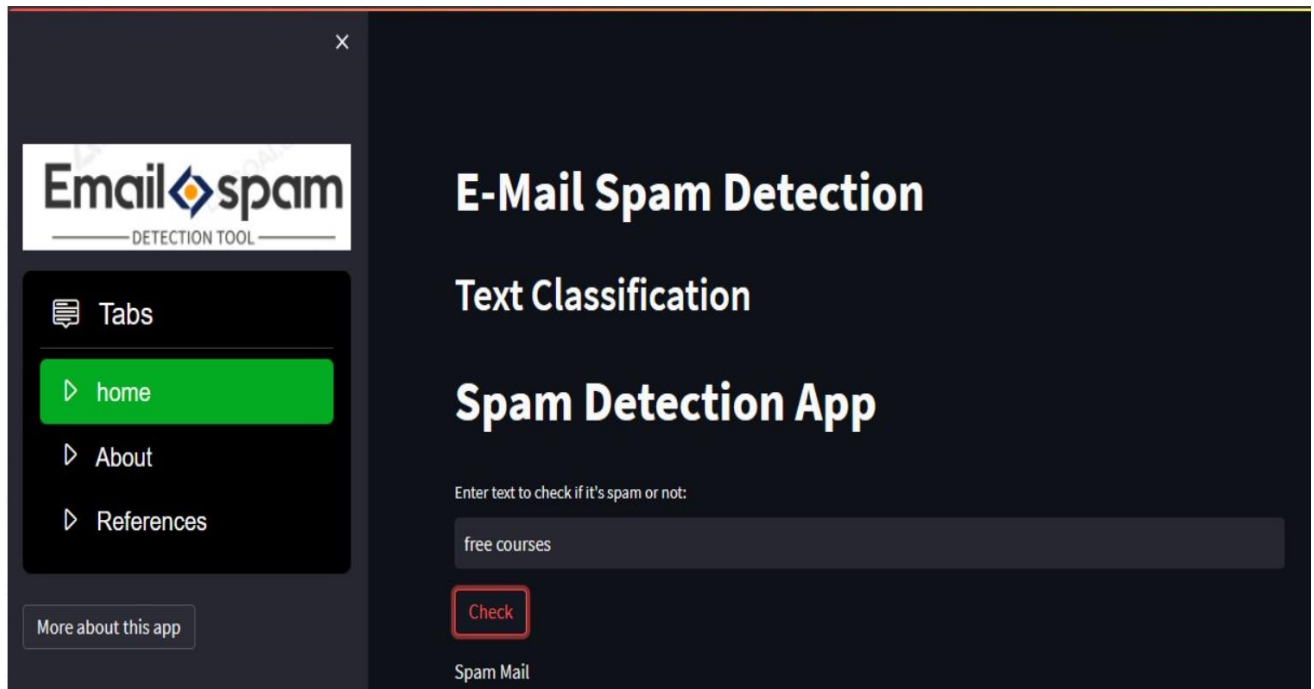 Email spam
DETECTION TOOL
Tabs
home
About
References
More about this app
E-Mail Spam Detection
Text Classification
Spam Detection App
Enter text to check if it's spam or not:
free courses
Check
Spam Mail